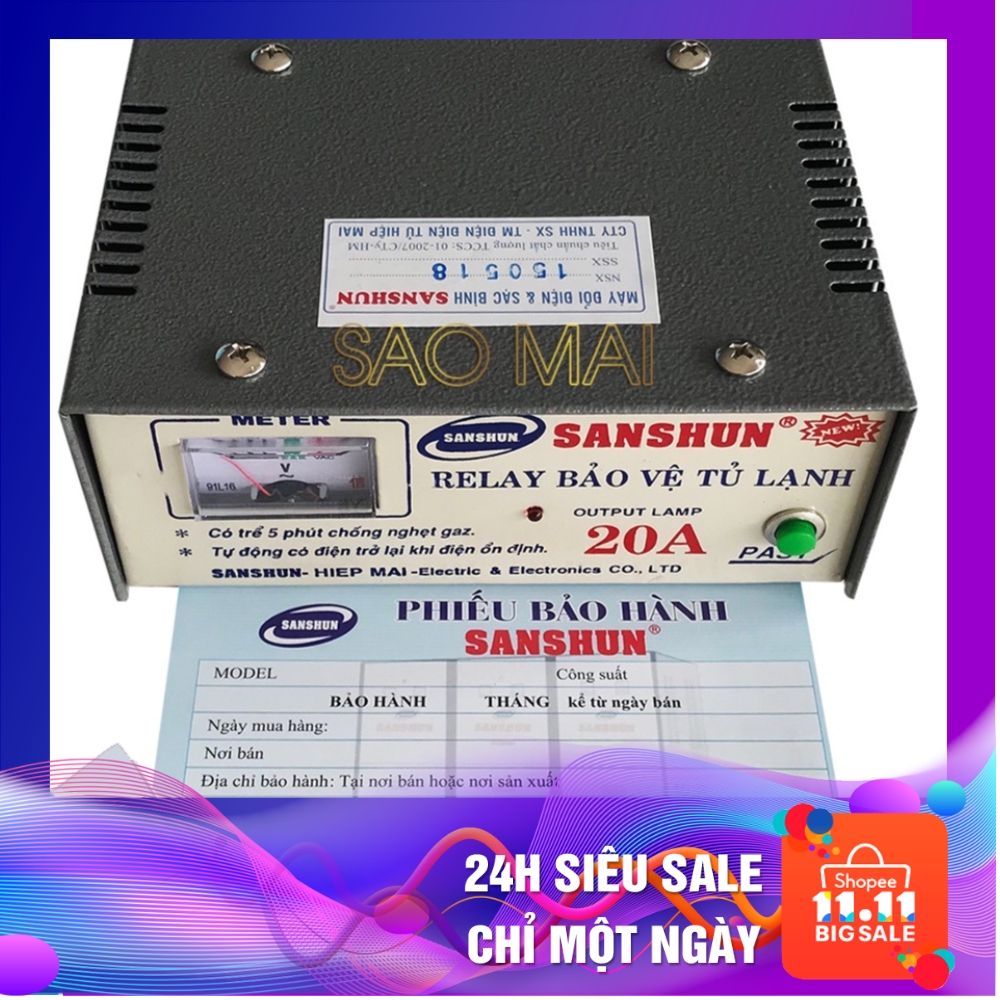 MÁY ĐỔI ĐIỆN & SẠC BÌNH SANSHUN®
NSX 150518
SSX
Tiêu chuẩn chất lượng TCCS: 01-2007/CTy-HM
CTY TNHH SX - TM ĐIỆN ĐIỆN TỬ HIỆP MAI
SAO MAI
METER
V
91L16
SANSHUN SANSHUN®
NEW!
RELAY BẢO VỆ TỦ LẠNH
OUTPUT LAMP
20A
PAST
* Có trể 5 phút chống nghẹt gaz.
* Tự động có điện trở lại khi điện ổn định.
SANSHUN- HIEP MAI -Electric & Electronics CO., LTD
SANSHUN
PHIẾU BẢO HÀNH
SANSHUN®
MODEL Công suất
BẢO HÀNH THÁNG kể từ ngày bán
Ngày mua hàng:
Nơi bán
Địa chỉ bảo hành: Tại nơi bán hoặc nơi sản xuất
24H SIÊU SALE
CHỈ MỘT NGÀY
Shopee
11.11
BIG SALE